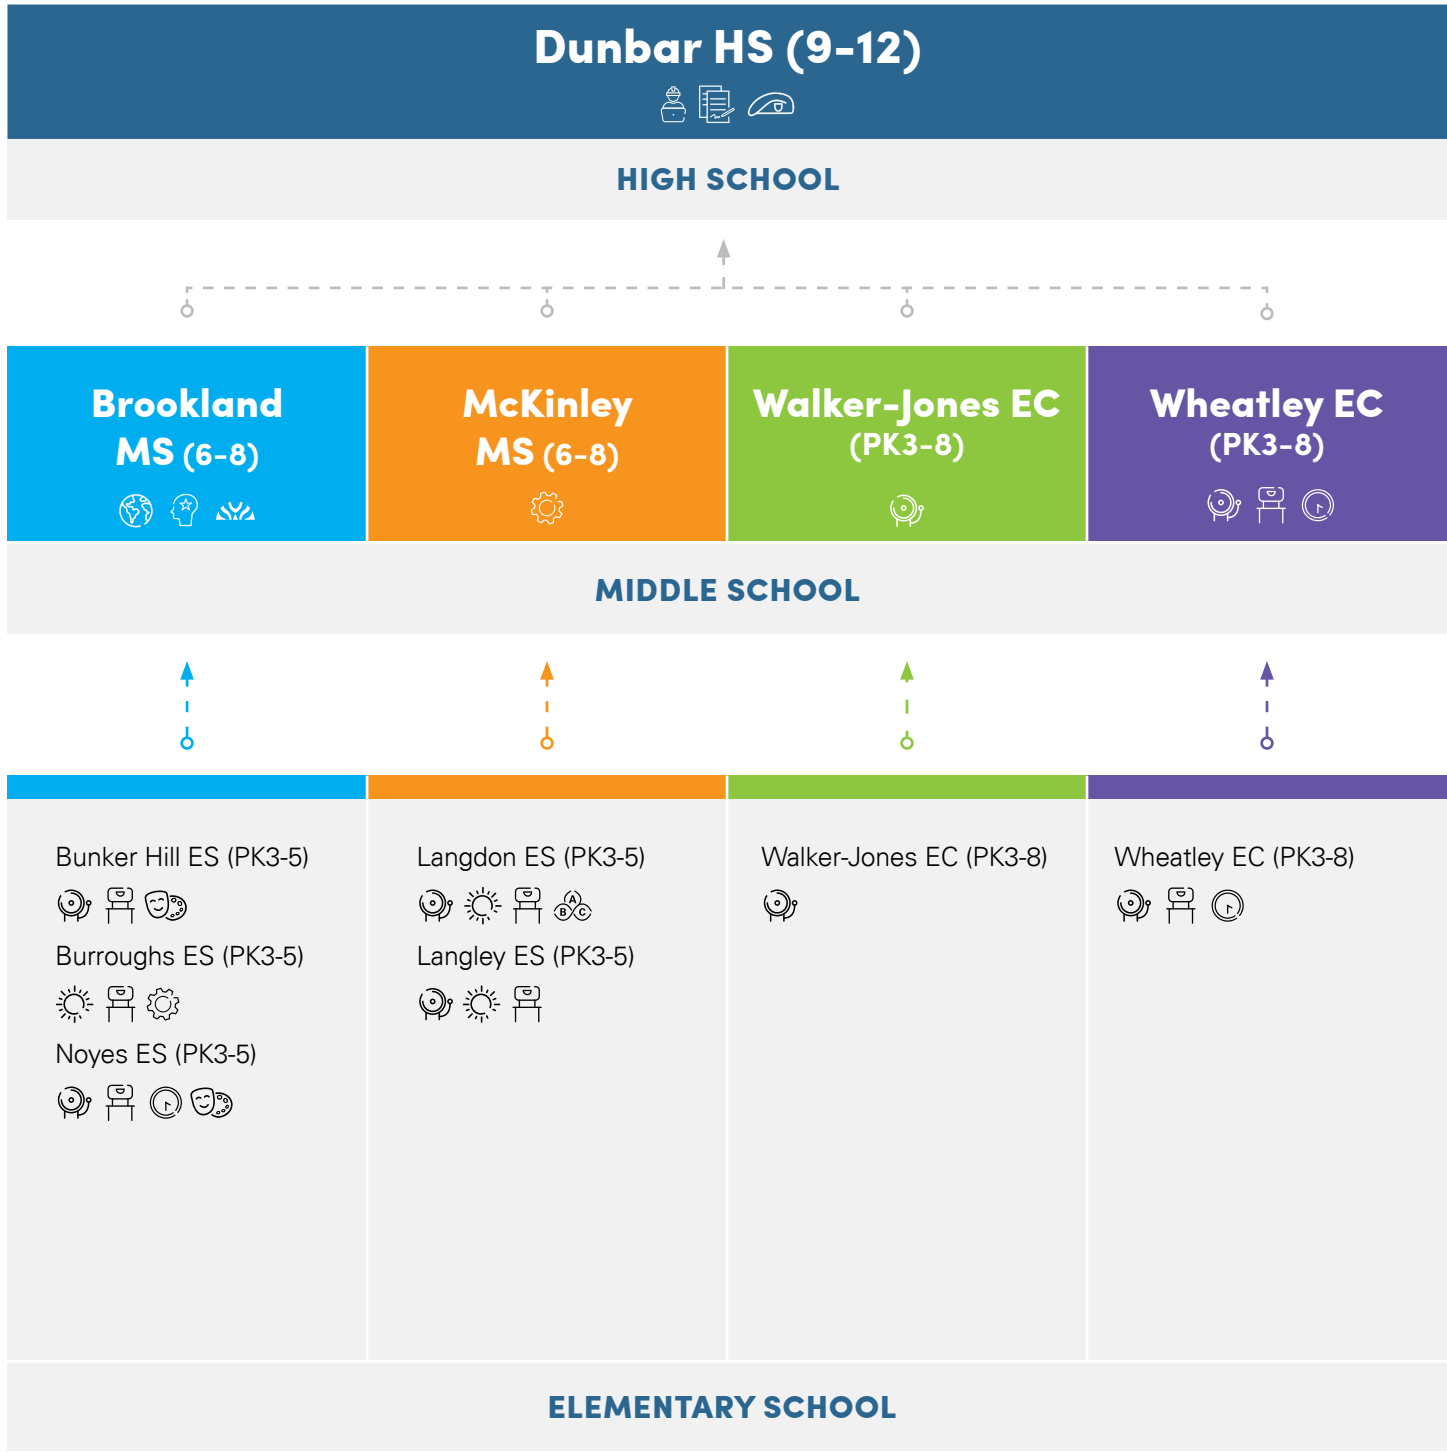 Dunbar HS (9-12)
HIGH SCHOOL
Brookland
MS (6-8)
McKinley
MS (6-8)
Walker-Jones EC
(PK3-8)
Wheatley EC
(PK3-8)
MIDDLE SCHOOL
Bunker Hill ES (PK3-5)
Burroughs ES (PK3-5)
Noyes ES (PK3-5)
Langdon ES (PK3-5)
A
B C
Langley ES (PK3-5)
Walker-Jones EC (PK3-8)
Wheatley EC (PK3-8)
ELEMENTARY SCHOOL